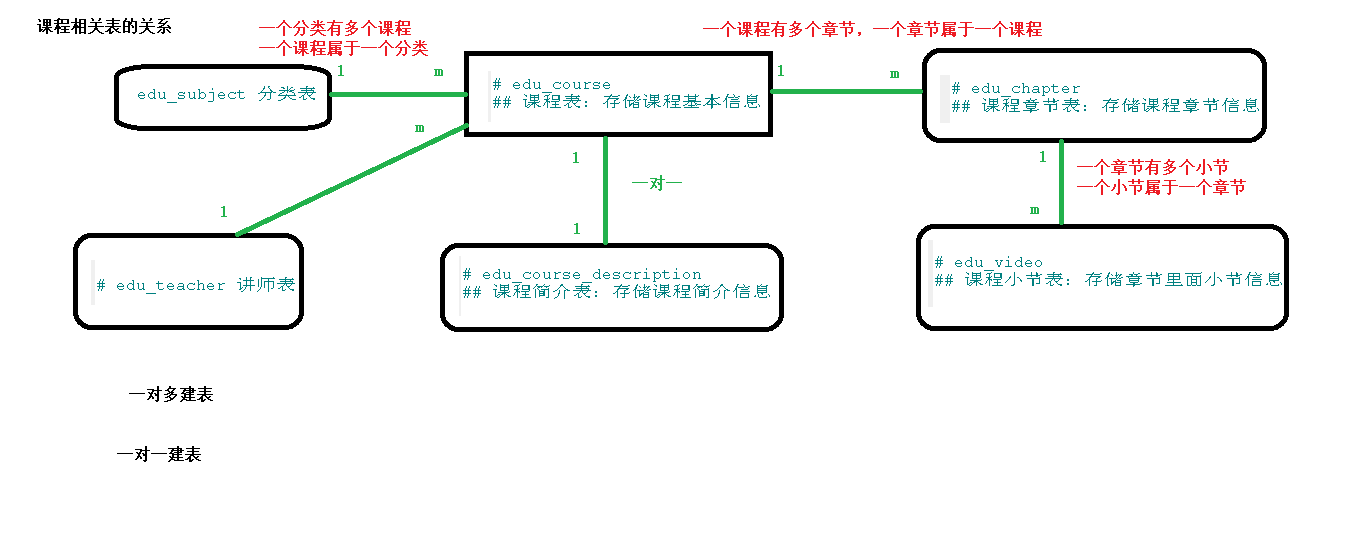 课程相关表的关系
一个分类有多个课程
一个课程属于一个分类
一个课程有多个章节，一个章节属于一个课程
1
m
1
m
edu_subject 分类表
# edu_course
## 课程表：存储课程基本信息
# edu_chapter
## 课程章节表：存储课程章节信息
m
1
一对一
1
1
1
一个章节有多个小节
一个小节属于一个章节
m
# edu_teacher 讲师表
# edu_course_description
## 课程简介表：存储课程简介信息
# edu_video
## 课程小节表：存储章节里面小节信息
一对多建表
一对一建表